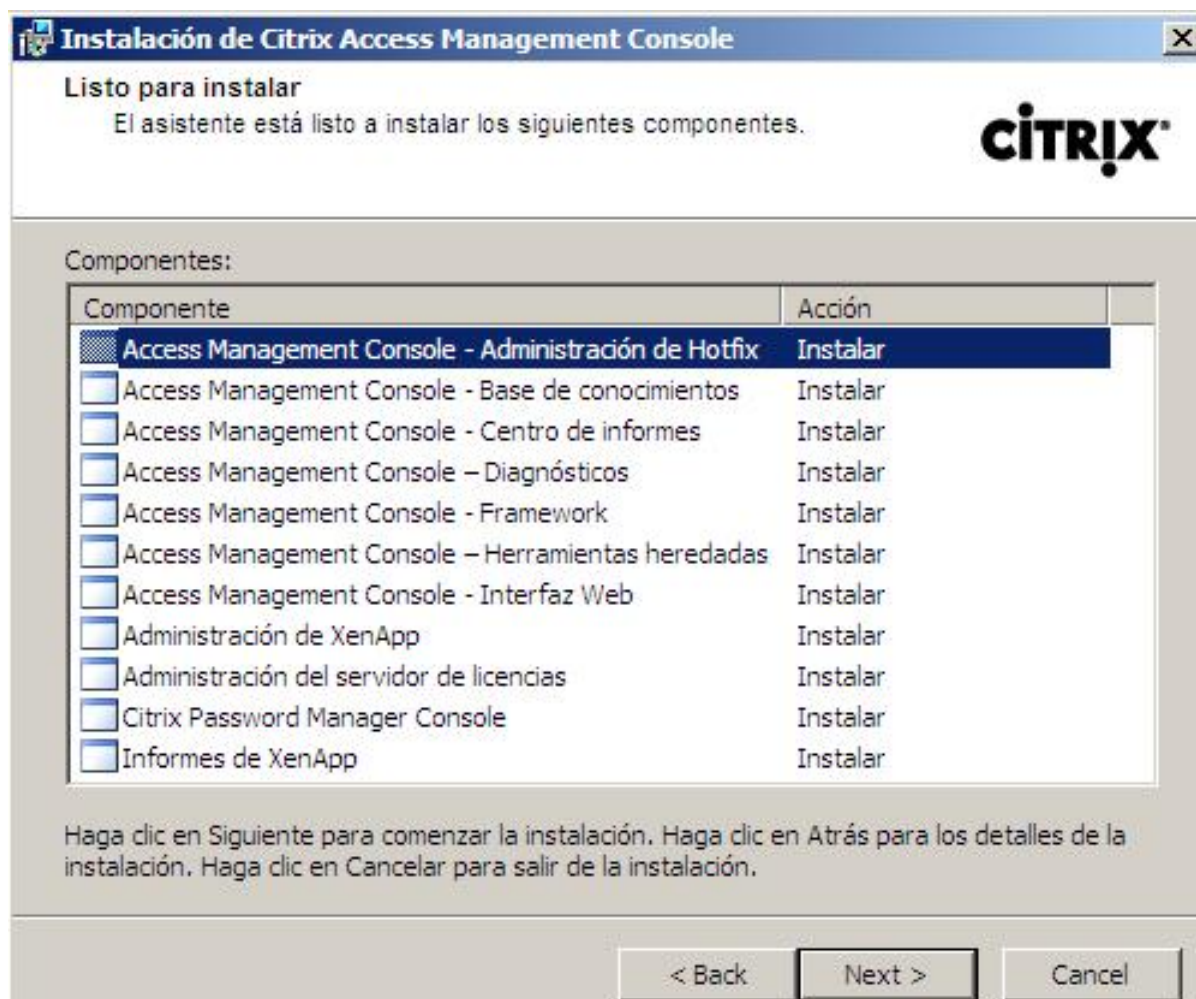 Instalación de Citrix Access Management Console
Listo para instalar
El asistente está listo a instalar los siguientes componentes.
CITRIX
Componentes:
Componente Acción
Access Management Console - Administración de Hotfix Instalar
Access Management Console - Base de conocimientos Instalar
Access Management Console - Centro de informes Instalar
Access Management Console – Diagnósticos Instalar
Access Management Console - Framework Instalar
Access Management Console – Herramientas heredadas Instalar
Access Management Console - Interfaz Web Instalar
Administración de XenApp Instalar
Administración del servidor de licencias Instalar
Citrix Password Manager Console Instalar
Informes de XenApp Instalar
Haga clic en Siguiente para comenzar la instalación. Haga clic en Atrás para los detalles de la
instalación. Haga clic en Cancelar para salir de la instalación.
< Back Next > Cancel